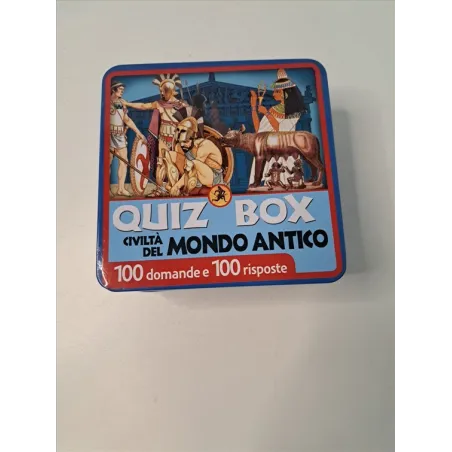 QUIZ BOX
CIVILTÀ
DEL MONDO ANTICO
100 domande e 100 risposte